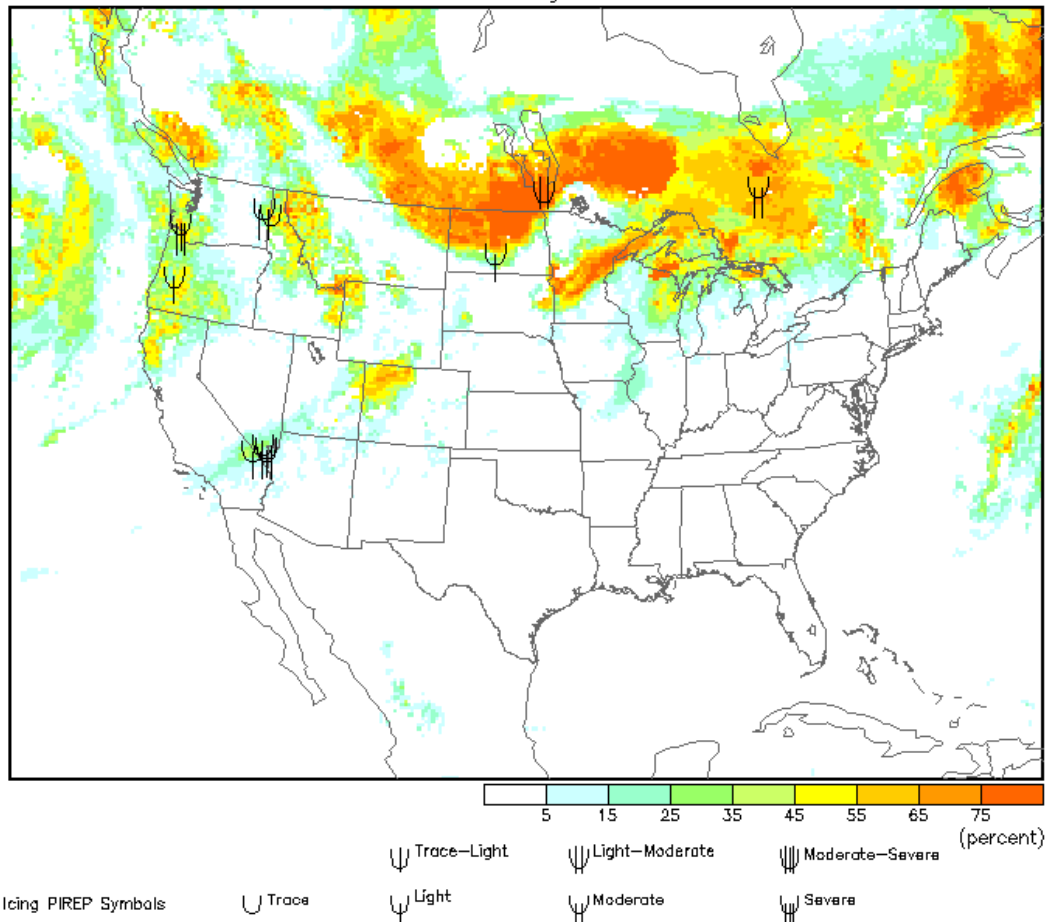 5 15 25 35 45 55 65 75
(percent)
Trace-Light Light-Moderate Moderate-Severe
Icing PIREP Symbols Trace Light Moderate Severe